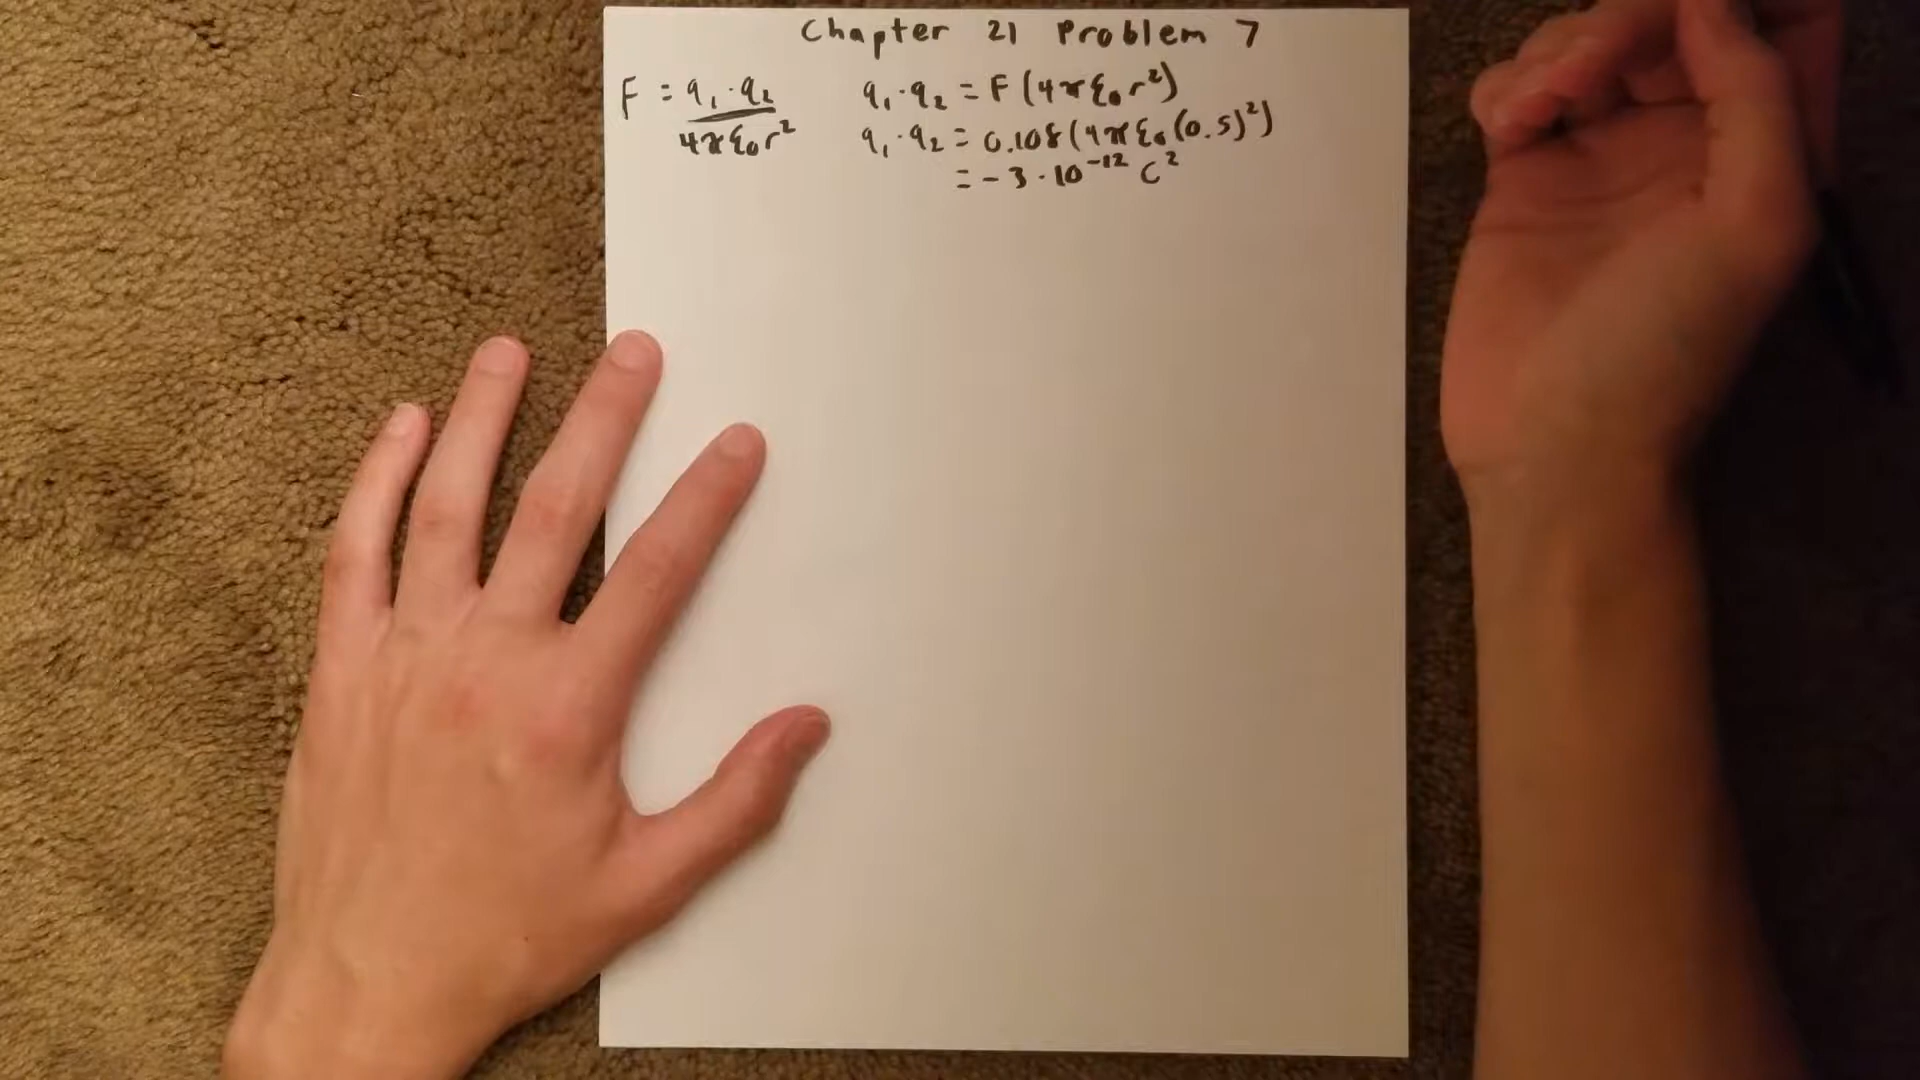 Chapter 21 Problem 7
F = q₁·q₂ / 4πε₀r²
q₁·q₂ = F(4πε₀r²)
q₁·q₂ = 0.108(4πε₀(0.5)²)
= -3·10⁻¹² C²